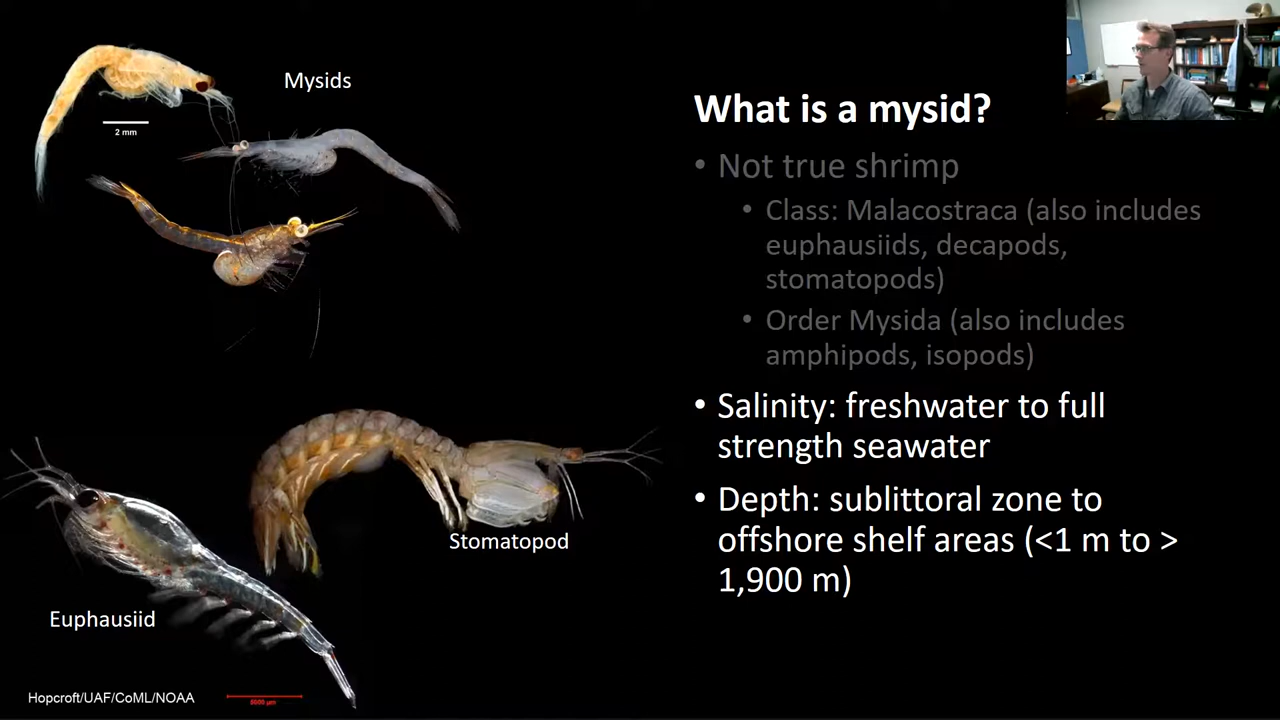 Mysids
2 mm
What is a mysid?
• Not true shrimp
• Class: Malacostraca (also includes
euphausiids, decapods,
stomatopods)
• Order Mysida (also includes
amphipods, isopods)
• Salinity: freshwater to full
strength seawater
• Depth: sublittoral zone to
offshore shelf areas (<1 m to >
1,900 m)
Stomatopod
Euphausiid
Hopcroft/UAF/CoML/NOAA